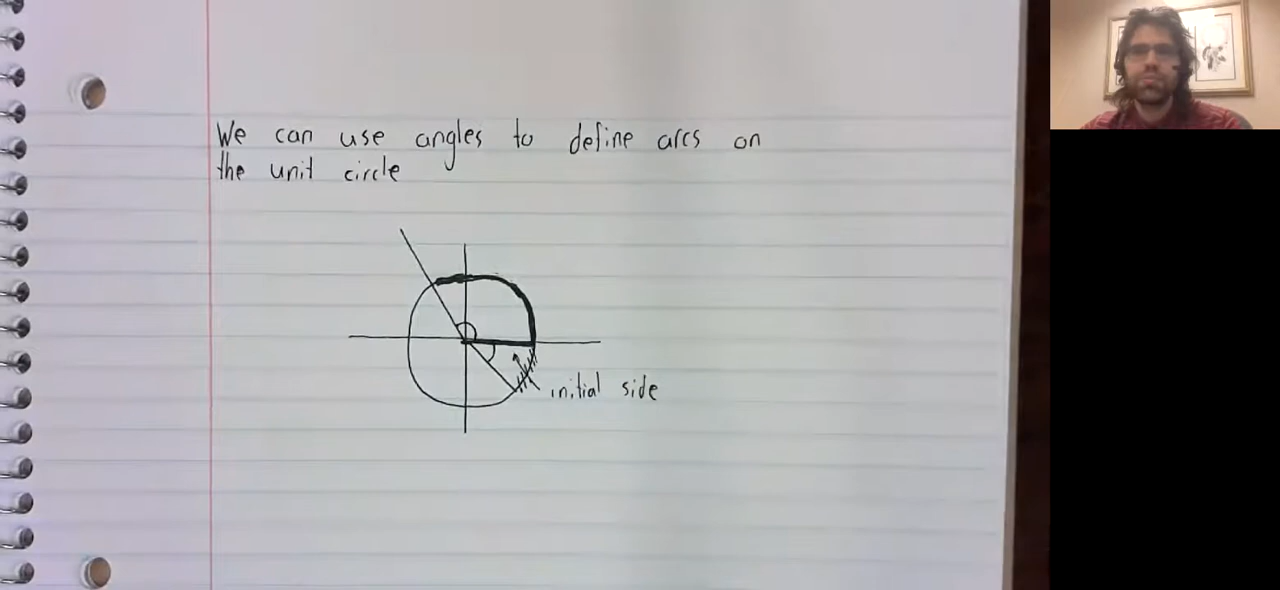 We can use angles to define arcs on
the unit circle
initial side